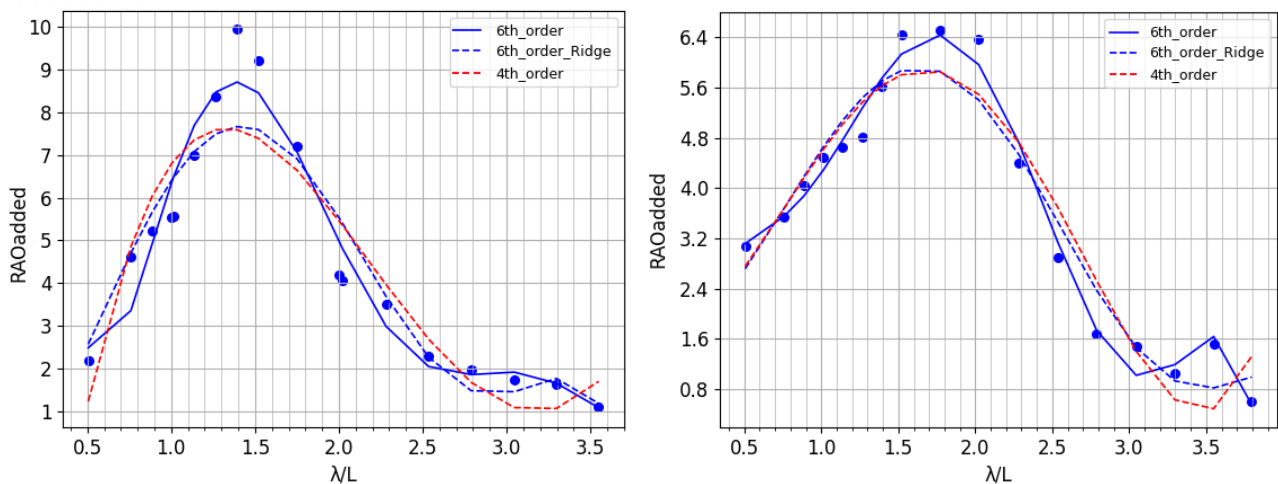 10
9
8
7
6
5
4
3
2
1
RAOadded
0.5 1.0 1.5 2.0 2.5 3.0 3.5
λ/L
6th_order
6th_order_Ridge
4th_order
6.4
5.6
4.8
4.0
3.2
2.4
1.6
0.8
RAOadded
0.5 1.0 1.5 2.0 2.5 3.0 3.5
λ/L
6th_order
6th_order_Ridge
4th_order